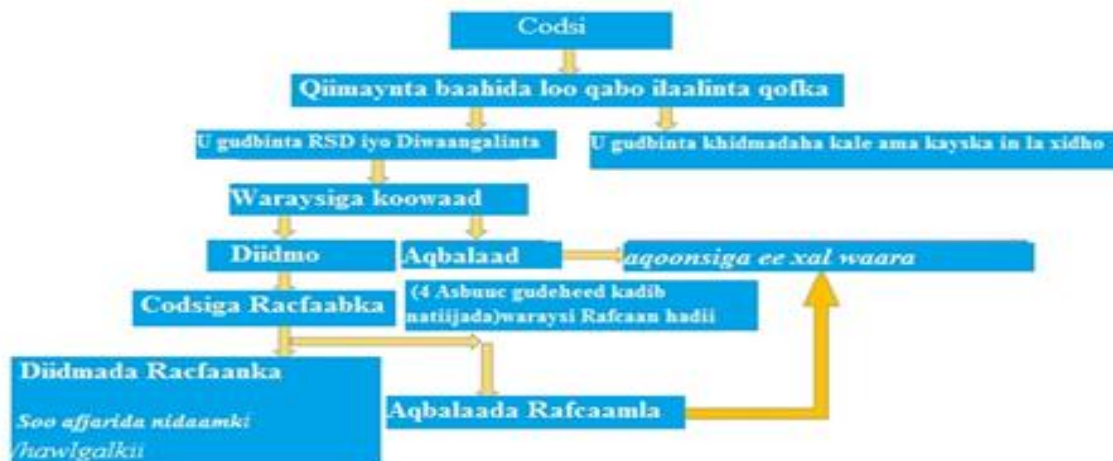 Codsi
Qiimaynta baahida loo qabo ilaalinta qofka
U gudbinta RSD iyo Diwaangalinta
U gudbinta khidmadaha kale ama kayska in la xidho
Waraysiga koowaad
Diidmo
Aqbalaad
aqoonsiga ee xal waara
Codsiga Racfaabka
(4 Asbuuc gudeheed kadib
natiijada)waraysi Rafcaan hadii
Diidmada Racfaanka
Soo afjarida nidaamki
/hawlgalkii
Aqbalaada Rafcaamla